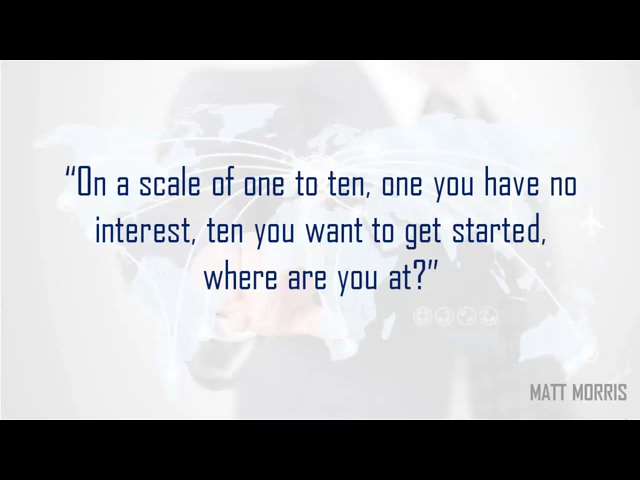 “On a scale of one to ten, one you have no
interest, ten you want to get started,
where are you at?”
MATT MORRIS